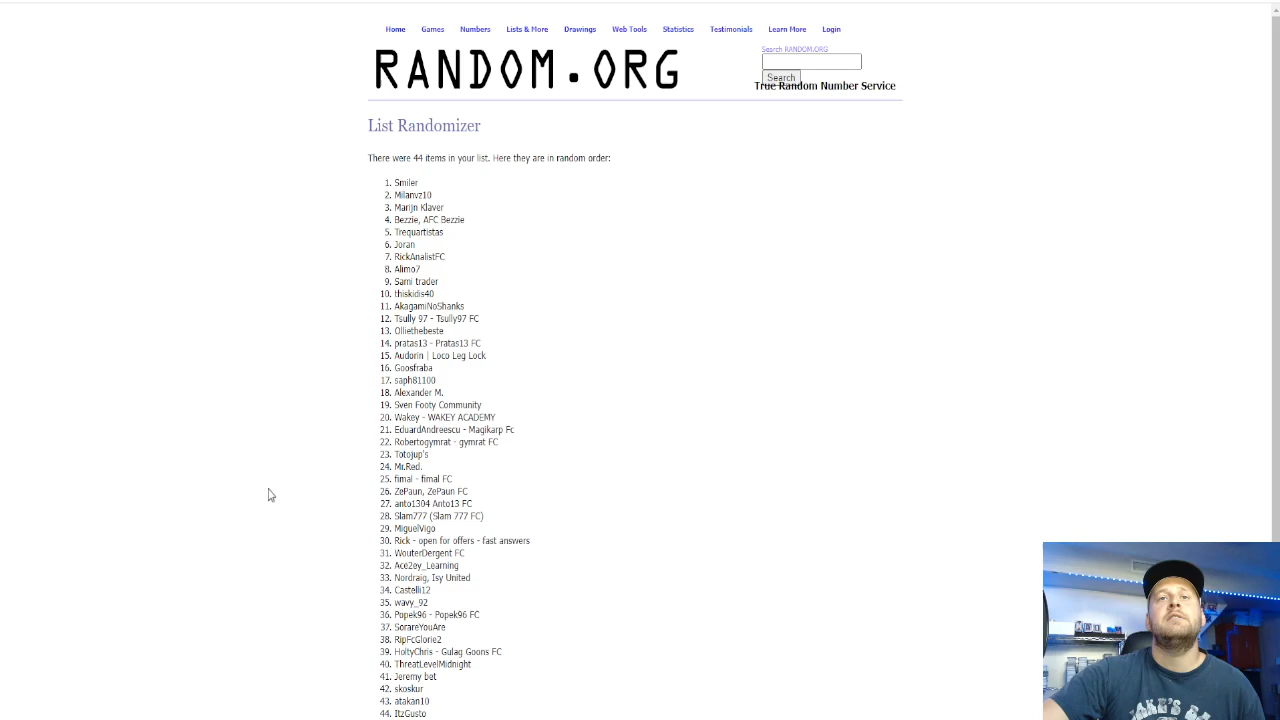 Home Games Numbers Lists & More Drawings Web Tools Statistics Testimonials Learn More Login
RANDOM.ORG
Search RANDOM.ORG
Search
True Random Number Service
List Randomizer
There were 44 items in your list. Here they are in random order:
1. Smiler
2. Milanvz10
3. Marijn Klaver
4. Bezzie, AFC Bezzie
5. Trequartistas
6. Joran
7. RickAnalistFC
8. Alimo7
9. Sami trader
10. thiskidis40
11. AkagamiNoShanks
12. Tsully 97 - Tsully97 FC
13. Olliethebeste
14. pratas13 - Pratas13 FC
15. Audorin | Loco Leg Lock
16. Goosfraba
17. saph81100
18. Alexander M.
19. Sven Footy Community
20. Wakey - WAKEY ACADEMY
21. EduardAndreescu - Magikarp Fc
22. Robertogymrat - gymrat FC
23. Totojup's
24. Mr.Red.
25. fimal - fimal FC
26. ZePaun, ZePaun FC
27. anto1304 Anto13 FC
28. Slam777 (Slam 777 FC)
29. MiguelVigo
30. Rick - open for offers - fast answers
31. WouterDergent FC
32. Ace2ey_Learning
33. Nordraig, Isy United
34. Castelli12
35. wavy_92
36. Popek96 - Popek96 FC
37. SorareYouAre
38. RipFcGlorie2
39. HoltyChris - Gulag Goons FC
40. ThreatLevelMidnight
41. Jeremy bet
42. skoskur
43. atakan10
44. ItzGusto